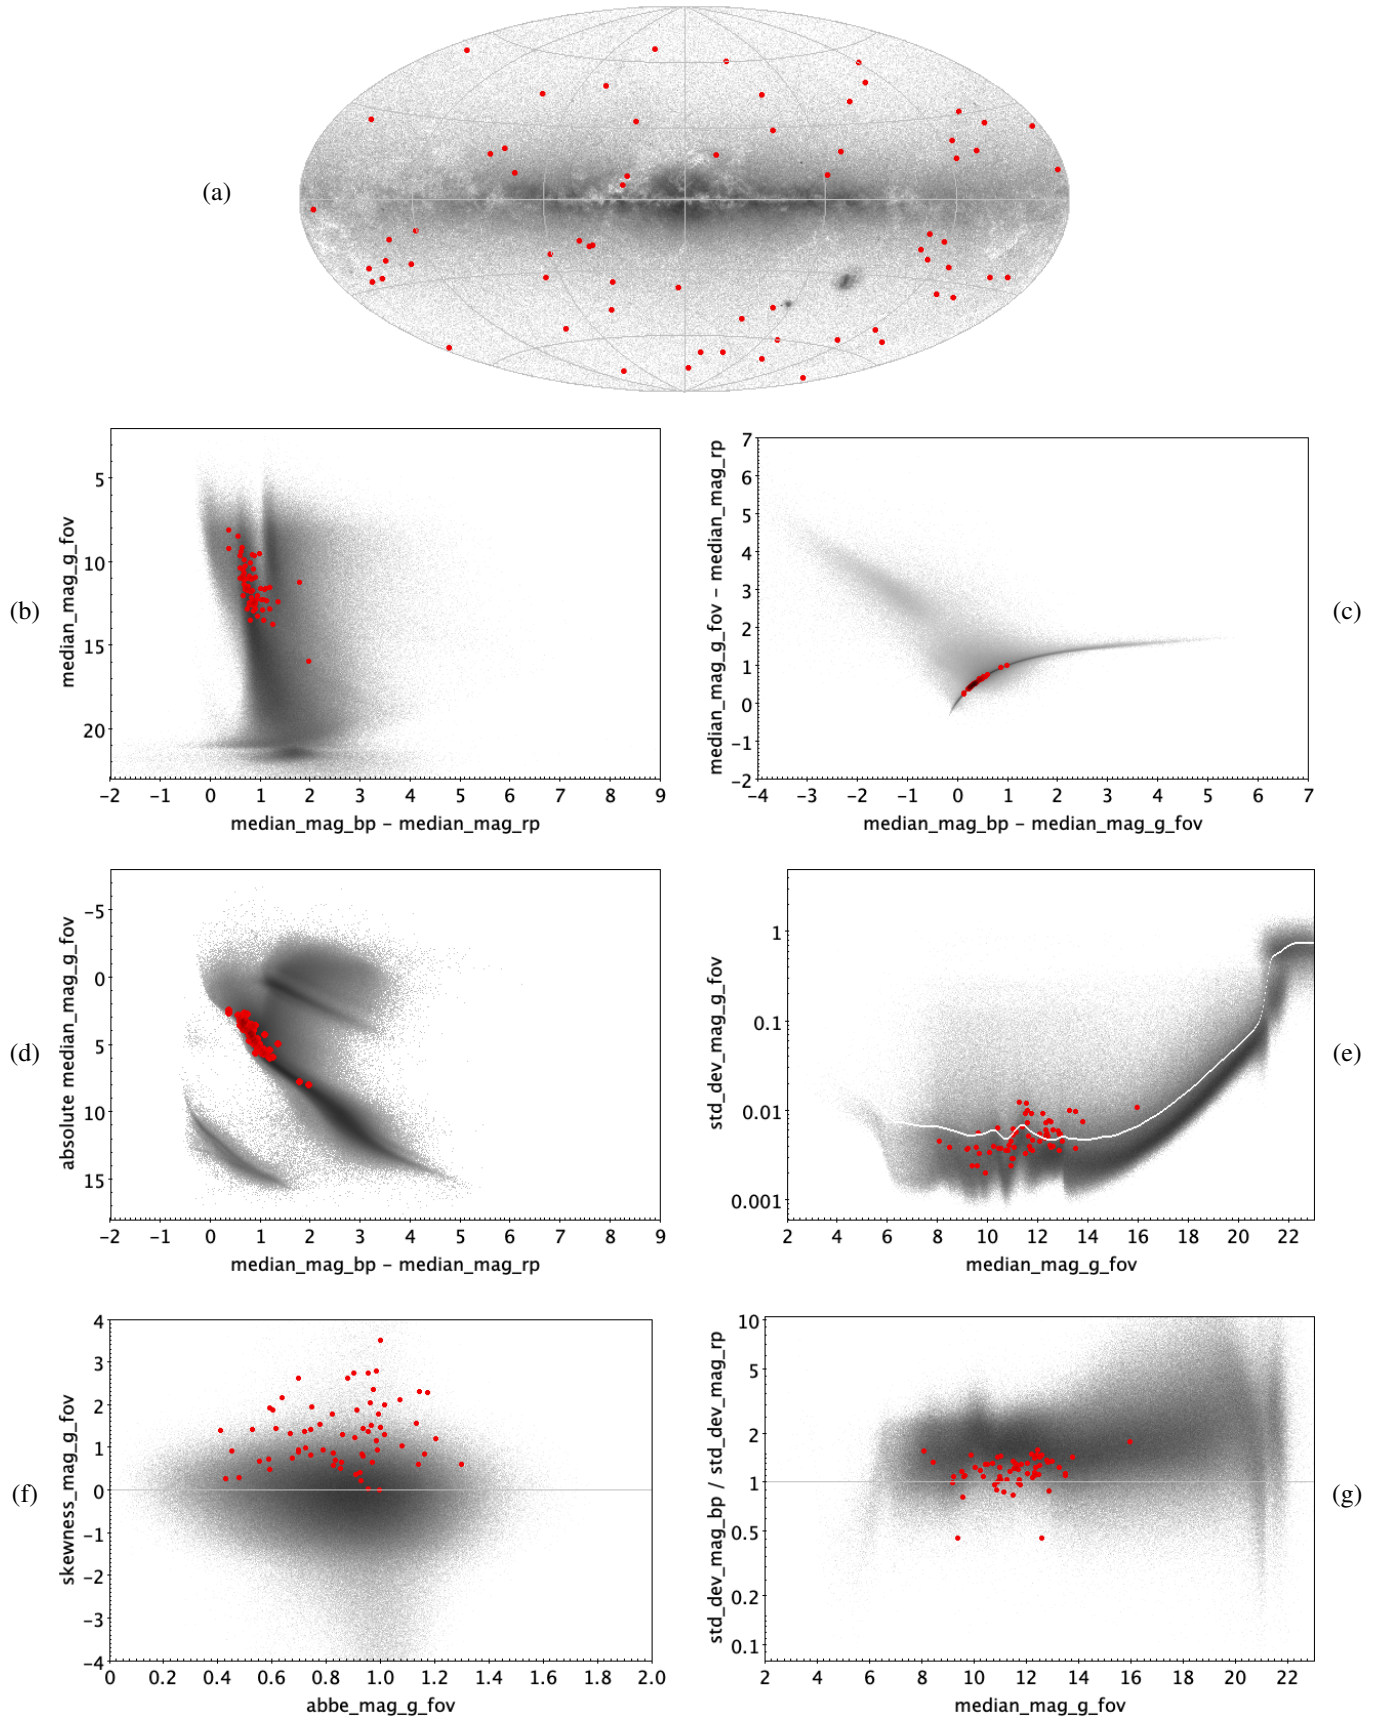 (a)
5
10
15
20
median_mag_g_fov
-2 -1 0 1 2 3 4 5 6 7 8 9
median_mag_bp - median_mag_rp
(b)
7
6
5
4
3
2
1
0
-1
-2
median_mag_g_fov - median_mag_rp
-4 -3 -2 -1 0 1 2 3 4 5 6 7
median_mag_bp - median_mag_g_fov
(c)
-5
0
5
10
15
absolute median_mag_g_fov
-2 -1 0 1 2 3 4 5 6 7 8 9
median_mag_bp - median_mag_rp
(d)
1
0.1
0.01
0.001
std_dev_mag_g_fov
2 4 6 8 10 12 14 16 18 20 22
median_mag_g_fov
(e)
4
3
2
1
0
-1
-2
-3
-4
skewness_mag_g_fov
0 0.2 0.4 0.6 0.8 1.0 1.2 1.4 1.6 1.8 2.0
abbe_mag_g_fov
(f)
10
5
2
1
0.5
0.2
0.1
std_dev_mag_bp / std_dev_mag_rp
2 4 6 8 10 12 14 16 18 20 22
median_mag_g_fov
(g)